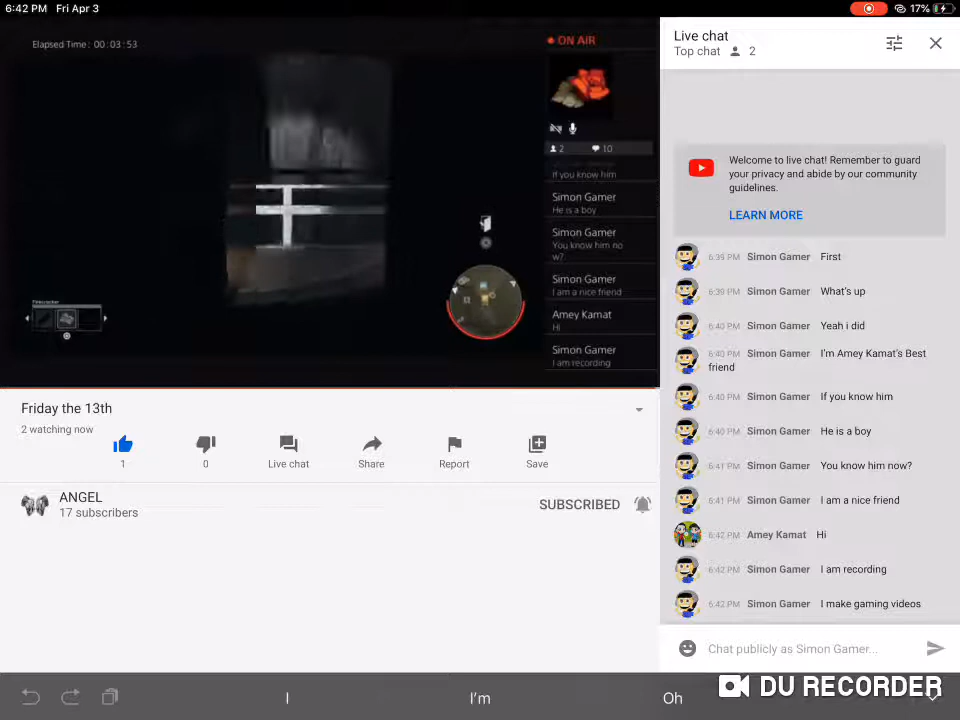 6:42 PM Fri Apr 3
17%
Elapsed Time : 00:03:53
ON AIR
2 10
If you know him
Simon Gamer
He is a boy
Simon Gamer
You know him no
w?
Simon Gamer
I am a nice friend
Amey Kamat
Hi
Simon Gamer
I am recording
Firecracker
Friday the 13th
2 watching now
1
0
Live chat
Share
Report
Save
ANGEL
17 subscribers
SUBSCRIBED
Live chat
Top chat 2
Welcome to live chat! Remember to guard
your privacy and abide by our community
guidelines.
LEARN MORE
6:39 PM Simon Gamer First
6:39 PM Simon Gamer What's up
6:40 PM Simon Gamer Yeah i did
6:40 PM Simon Gamer I'm Amey Kamat's Best
friend
6:40 PM Simon Gamer If you know him
6:40 PM Simon Gamer He is a boy
6:41 PM Simon Gamer You know him now?
6:41 PM Simon Gamer I am a nice friend
6:42 PM Amey Kamat Hi
6:42 PM Simon Gamer I am recording
6:42 PM Simon Gamer I make gaming videos
Chat publicly as Simon Gamer...
I
I'm
Oh
DU RECORDER